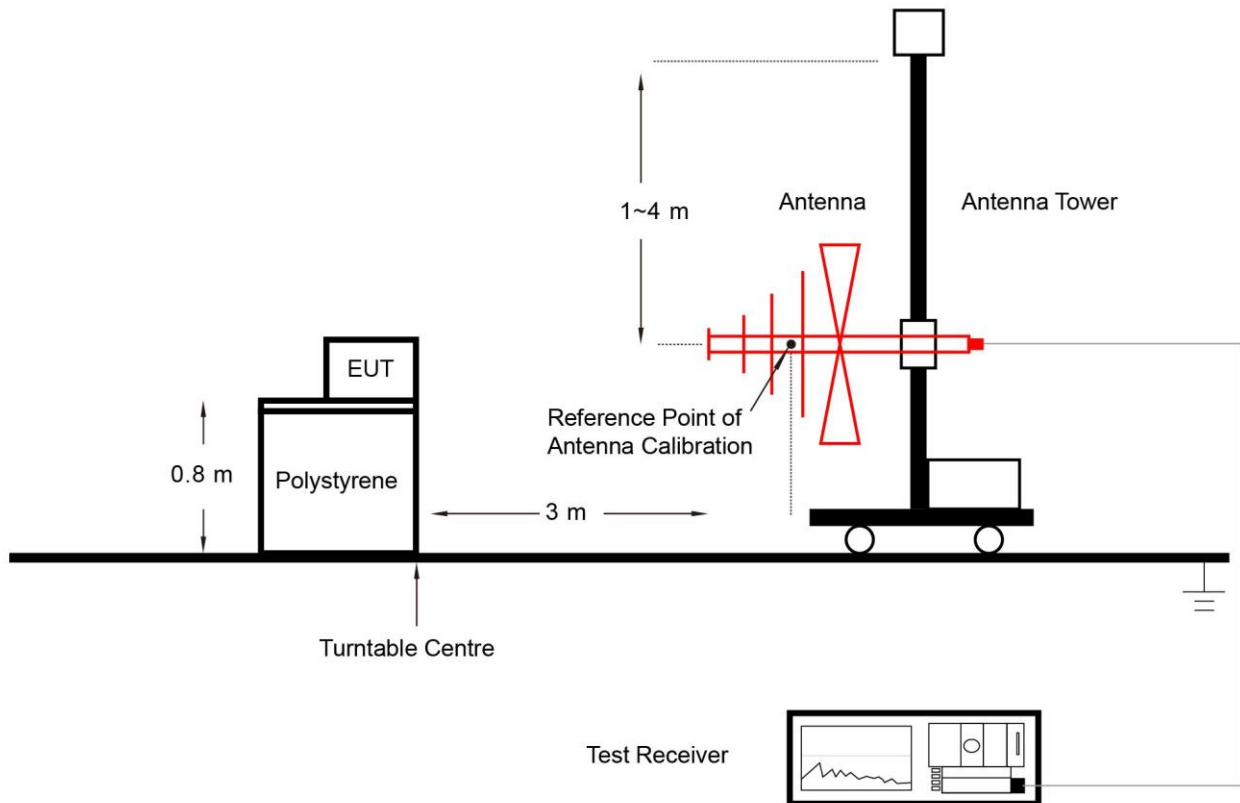 1~4 m
Antenna
Antenna Tower
EUT
Reference Point of
Antenna Calibration
0.8 m
Polystyrene
3 m
Turntable Centre
Test Receiver